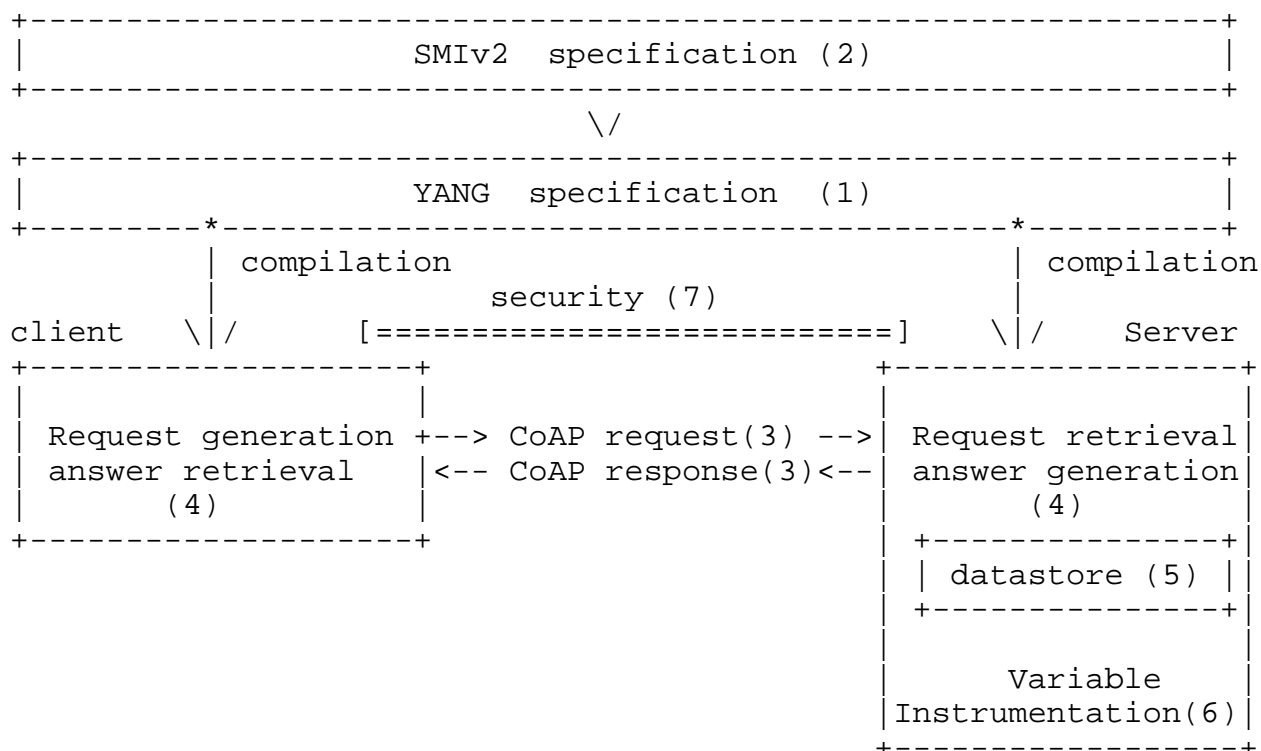 SMIv2 specification (2)
YANG specification (1)
compilation compilation
security (7)
client Server
Request generation CoAP request(3) Request retrieval
answer retrieval CoAP response(3) answer generation
(4) (4)
datastore (5)
Variable
Instrumentation(6)